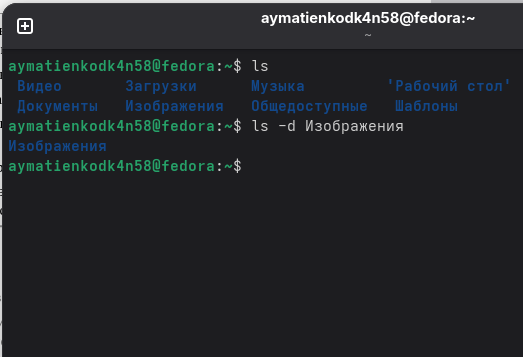 aymatienkodk4n58@fedora:~
~
aymatienkodk4n58@fedora:~$ ls
Видео Загрузки Музыка 'Рабочий стол'
Документы Изображения Общедоступные Шаблоны
aymatienkodk4n58@fedora:~$ ls -d Изображения
Изображения
aymatienkodk4n58@fedora:~$